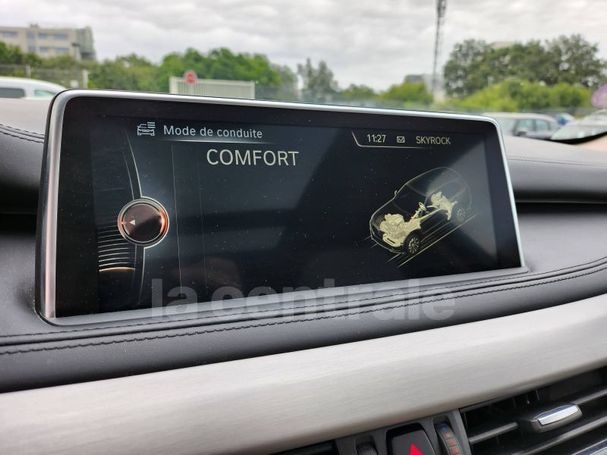 Mode de conduite
11:27 SKYROCK
COMFORT
la centrale